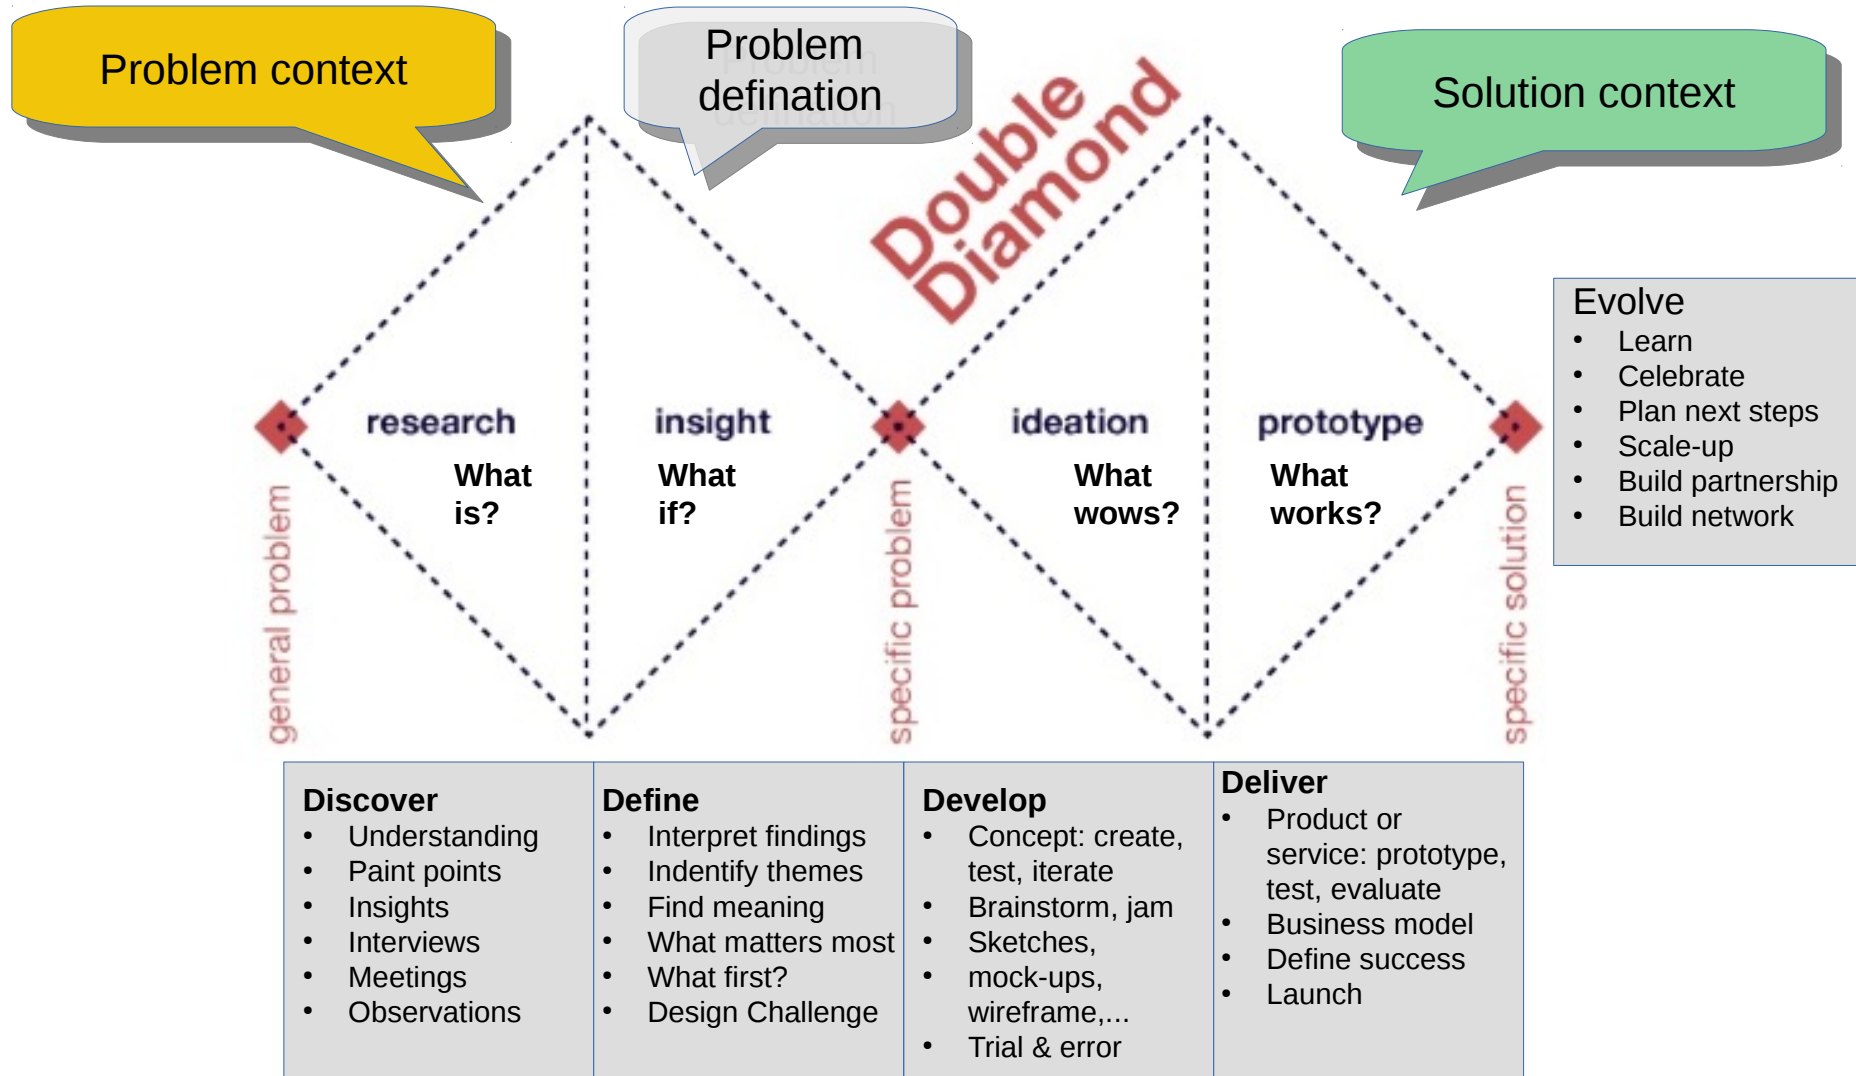 Problem context
Problem
defination
Solution context
Double
Diamond
research
insight
ideation
prototype
What
is?
What
if?
What
wows?
What
works?
general problem
specific problem
specific solution
Evolve
• Learn
• Celebrate
• Plan next steps
• Scale-up
• Build partnership
• Build network
Discover
• Understanding
• Paint points
• Insights
• Interviews
• Meetings
• Observations
Define
• Interpret findings
• Indentify themes
• Find meaning
• What matters most
• What first?
• Design Challenge
Develop
• Concept: create,
test, iterate
• Brainstorm, jam
• Sketches,
• mock-ups,
wireframe,...
• Trial & error
Deliver
• Product or
service: prototype,
test, evaluate
• Business model
• Define success
• Launch